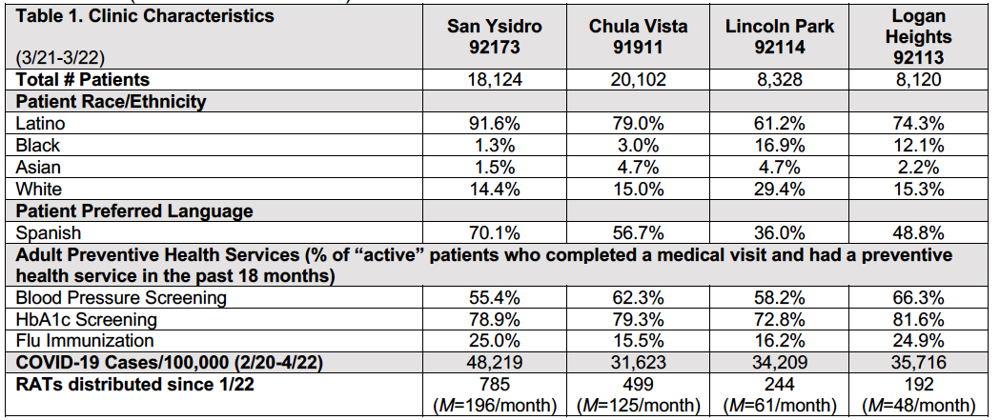 Table 1. Clinic Characteristics
(3/21-3/22)
San Ysidro
92173
Chula Vista
91911
Lincoln Park
92114
Logan
Heights
92113
Total # Patients 18,124 20,102 8,328 8,120
Patient Race/Ethnicity
Latino 91.6% 79.0% 61.2% 74.3%
Black 1.3% 3.0% 16.9% 12.1%
Asian 1.5% 4.7% 4.7% 2.2%
White 14.4% 15.0% 29.4% 15.3%
Patient Preferred Language
Spanish 70.1% 56.7% 36.0% 48.8%
Adult Preventive Health Services (% of “active” patients who completed a medical visit and had a preventive
health service in the past 18 months)
Blood Pressure Screening 55.4% 62.3% 58.2% 66.3%
HbA1c Screening 78.9% 79.3% 72.8% 81.6%
Flu Immunization 25.0% 15.5% 16.2% 24.9%
COVID-19 Cases/100,000 (2/20-4/22) 48,219 31,623 34,209 35,716
RATs distributed since 1/22 785 499 244 192
(M=196/month) (M=125/month) (M=61/month) (M=48/month)